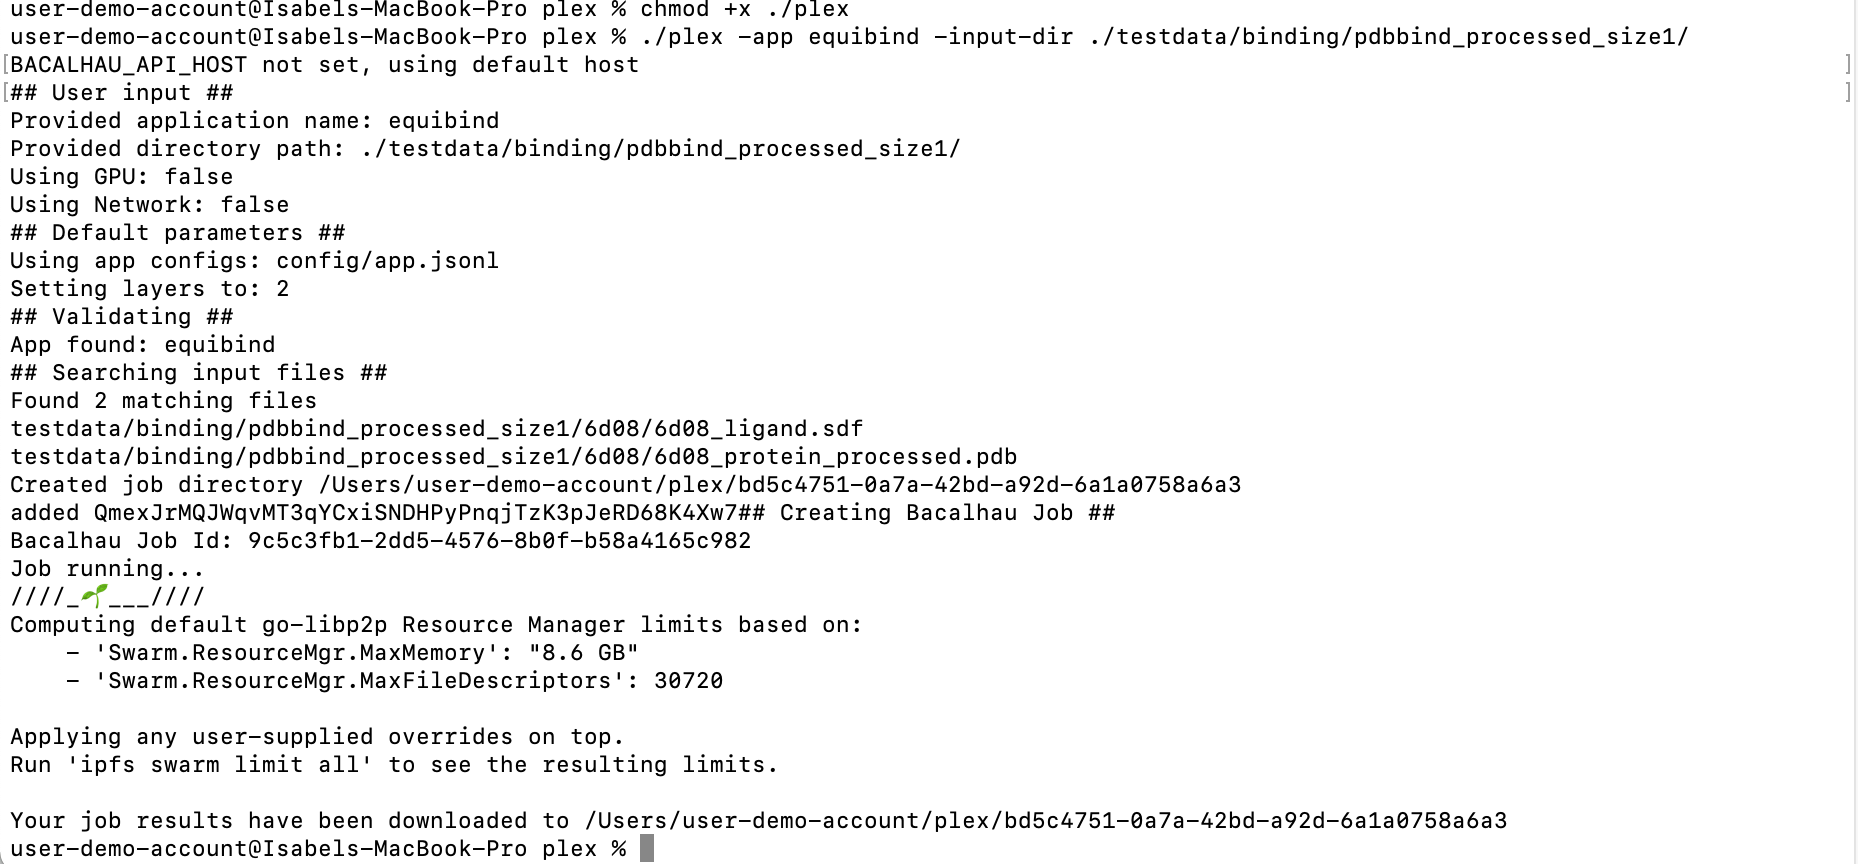 user-demo-account@Isabels-MacBook-Pro plex % chmod +x ./plex
user-demo-account@Isabels-MacBook-Pro plex % ./plex -app equibind -input-dir ./testdata/binding/pdbbind_processed_size1/
[BACALHAU_API_HOST not set, using default host ]
[## User input ## ]
Provided application name: equibind
Provided directory path: ./testdata/binding/pdbbind_processed_size1/
Using GPU: false
Using Network: false
## Default parameters ##
Using app configs: config/app.jsonl
Setting layers to: 2
## Validating ##
App found: equibind
## Searching input files ##
Found 2 matching files
testdata/binding/pdbbind_processed_size1/6d08/6d08_ligand.sdf
testdata/binding/pdbbind_processed_size1/6d08/6d08_protein_processed.pdb
Created job directory /Users/user-demo-account/plex/bd5c4751-0a7a-42bd-a92d-6a1a0758a6a3
added QmexJrMQJWqvMT3qYCxiSNDHPyPnqjTzK3pJeRD68K4Xw7## Creating Bacalhau Job ##
Bacalhau Job Id: 9c5c3fb1-2dd5-4576-8b0f-b58a4165c982
Job running...
////_🌱___////
Computing default go-libp2p Resource Manager limits based on:
    - 'Swarm.ResourceMgr.MaxMemory': "8.6 GB"
    - 'Swarm.ResourceMgr.MaxFileDescriptors': 30720
Applying any user-supplied overrides on top.
Run 'ipfs swarm limit all' to see the resulting limits.
Your job results have been downloaded to /Users/user-demo-account/plex/bd5c4751-0a7a-42bd-a92d-6a1a0758a6a3
user-demo-account@Isabels-MacBook-Pro plex %